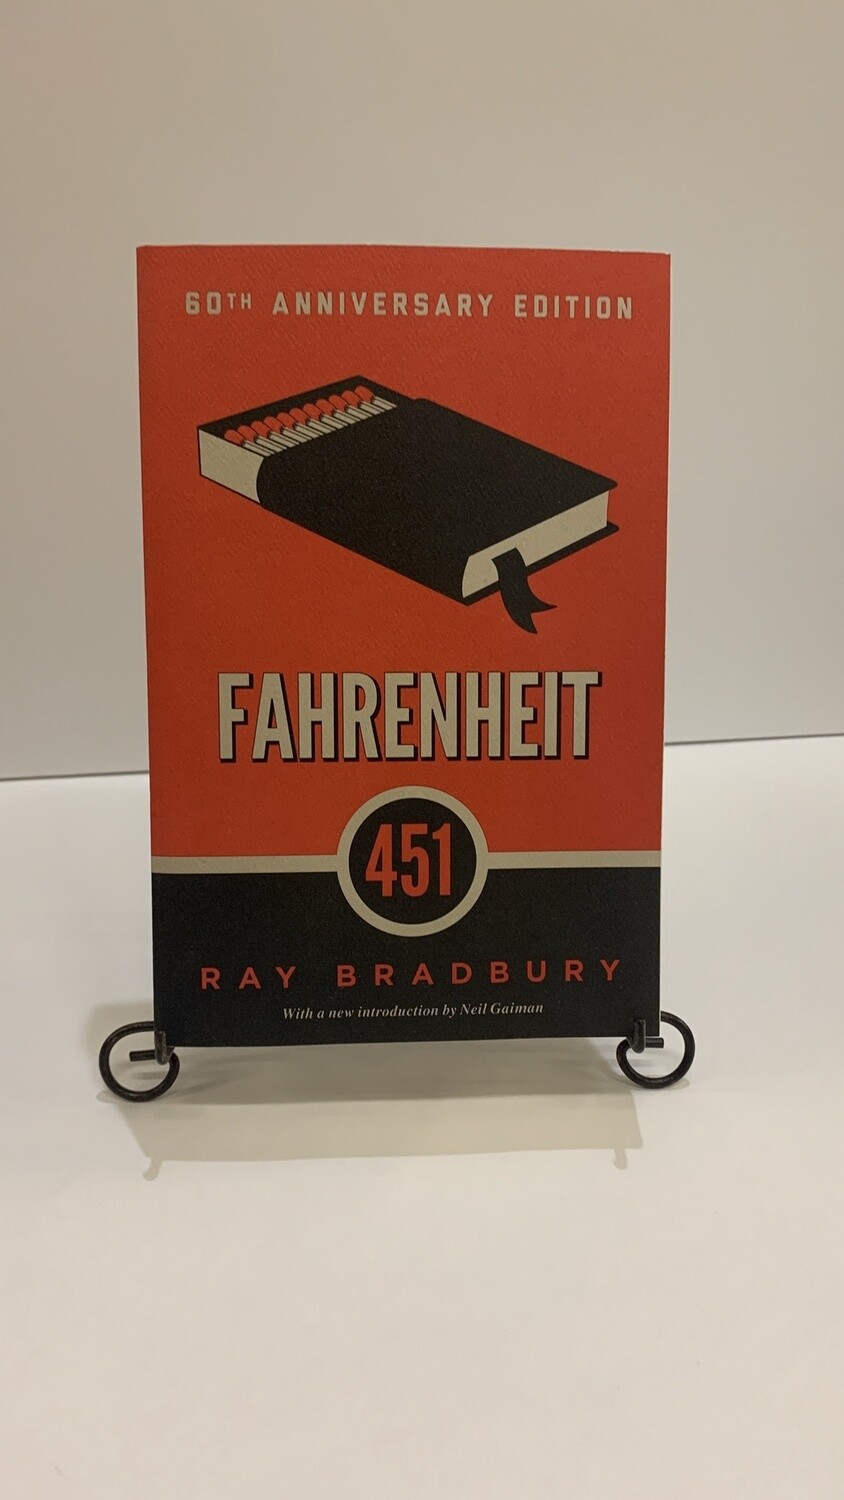 60TH ANNIVERSARY EDITION
FAHRENHEIT
451
RAY BRADBURY
With a new introduction by Neil Gaiman